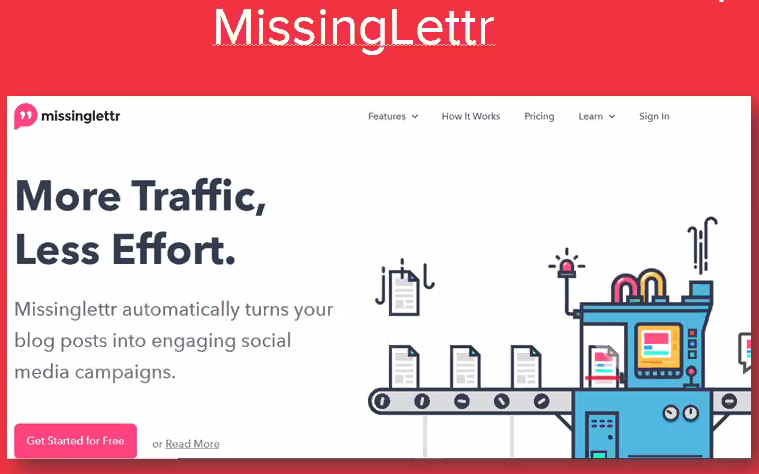 MissingLettr
missinglettr
Features
How It Works
Pricing
Learn
Sign In
More Traffic,
Less Effort.
Missinglettr automatically turns your
blog posts into engaging social
media campaigns.
Get Started for Free
or Read More